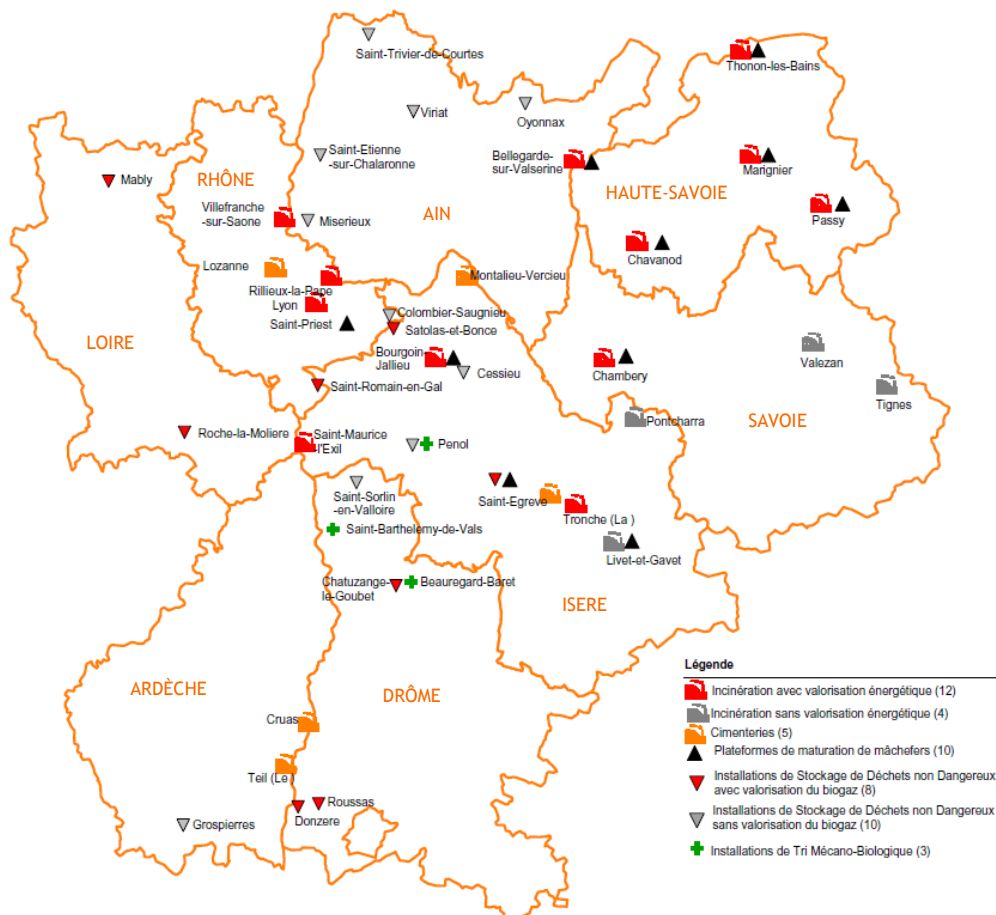 Saint-Trivier-de-Courtes
Thonon-les-Bains
Viriat
Oyonnax
Saint-Etienne
-sur-Chalaronne
Bellegarde-
sur-Valserine
Marignier
Mably
RHÔNE
HAUTE-SAVOIE
Villefranche
-sur-Saone
Miserieux
AIN
Passy
Chavanod
Lozanne
Montalieu-Vercieu
Rillieux-la-Pape
Lyon
Saint-Priest
Colombier-Saugnieu
Satolas-et-Bonce
LOIRE
Bourgoin-
Jallieu
Cessieu
Chambery
Valezan
Saint-Romain-en-Gal
Tignes
Pontcharra
SAVOIE
Roche-la-Moliere
Saint-Maurice
-l'Exil
Penol
Saint-Sorlin
-en-Valloire
Saint-Egreve
Tronche (La )
Saint-Barthelemy-de-Vals
Livet-et-Gavet
Chatuzange-
le-Goubet
Beauregard-Baret
ISERE
ARDÈCHE
DRÔME
Cruas
Teil (Le )
Roussas
Donzere
Grospierres
Légende
Incinération avec valorisation énergétique (12)
Incinération sans valorisation énergétique (4)
Cimenteries (5)
Plateformes de maturation de mâchefers (10)
Installations de Stockage de Déchets non Dangereux
avec valorisation du biogaz (8)
Installations de Stockage de Déchets non Dangereux
sans valorisation du biogaz (10)
Installations de Tri Mécano-Biologique (3)